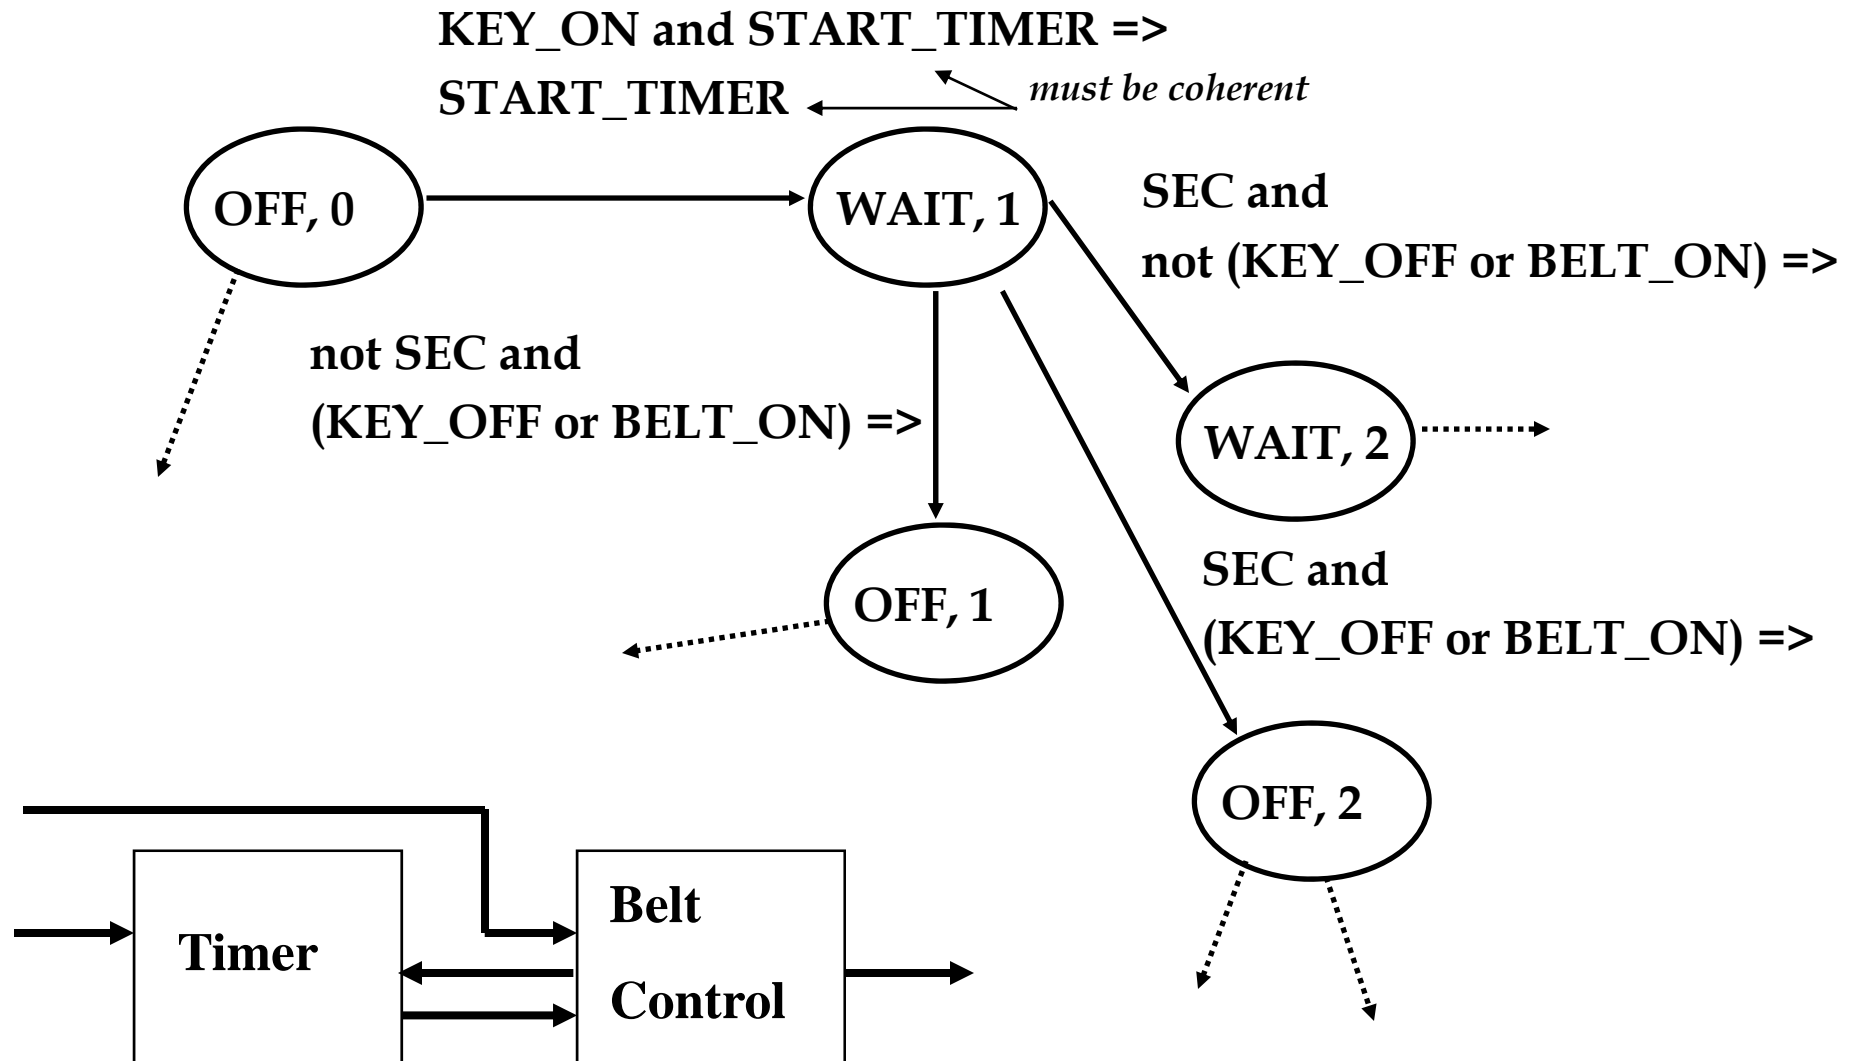 KEY_ON and START_TIMER =>
START_TIMER
must be coherent
OFF, 0
WAIT, 1
SEC and
not (KEY_OFF or BELT_ON) =>
not SEC and
(KEY_OFF or BELT_ON) =>
WAIT, 2
OFF, 1
SEC and
(KEY_OFF or BELT_ON) =>
OFF, 2
Timer
Belt
Control